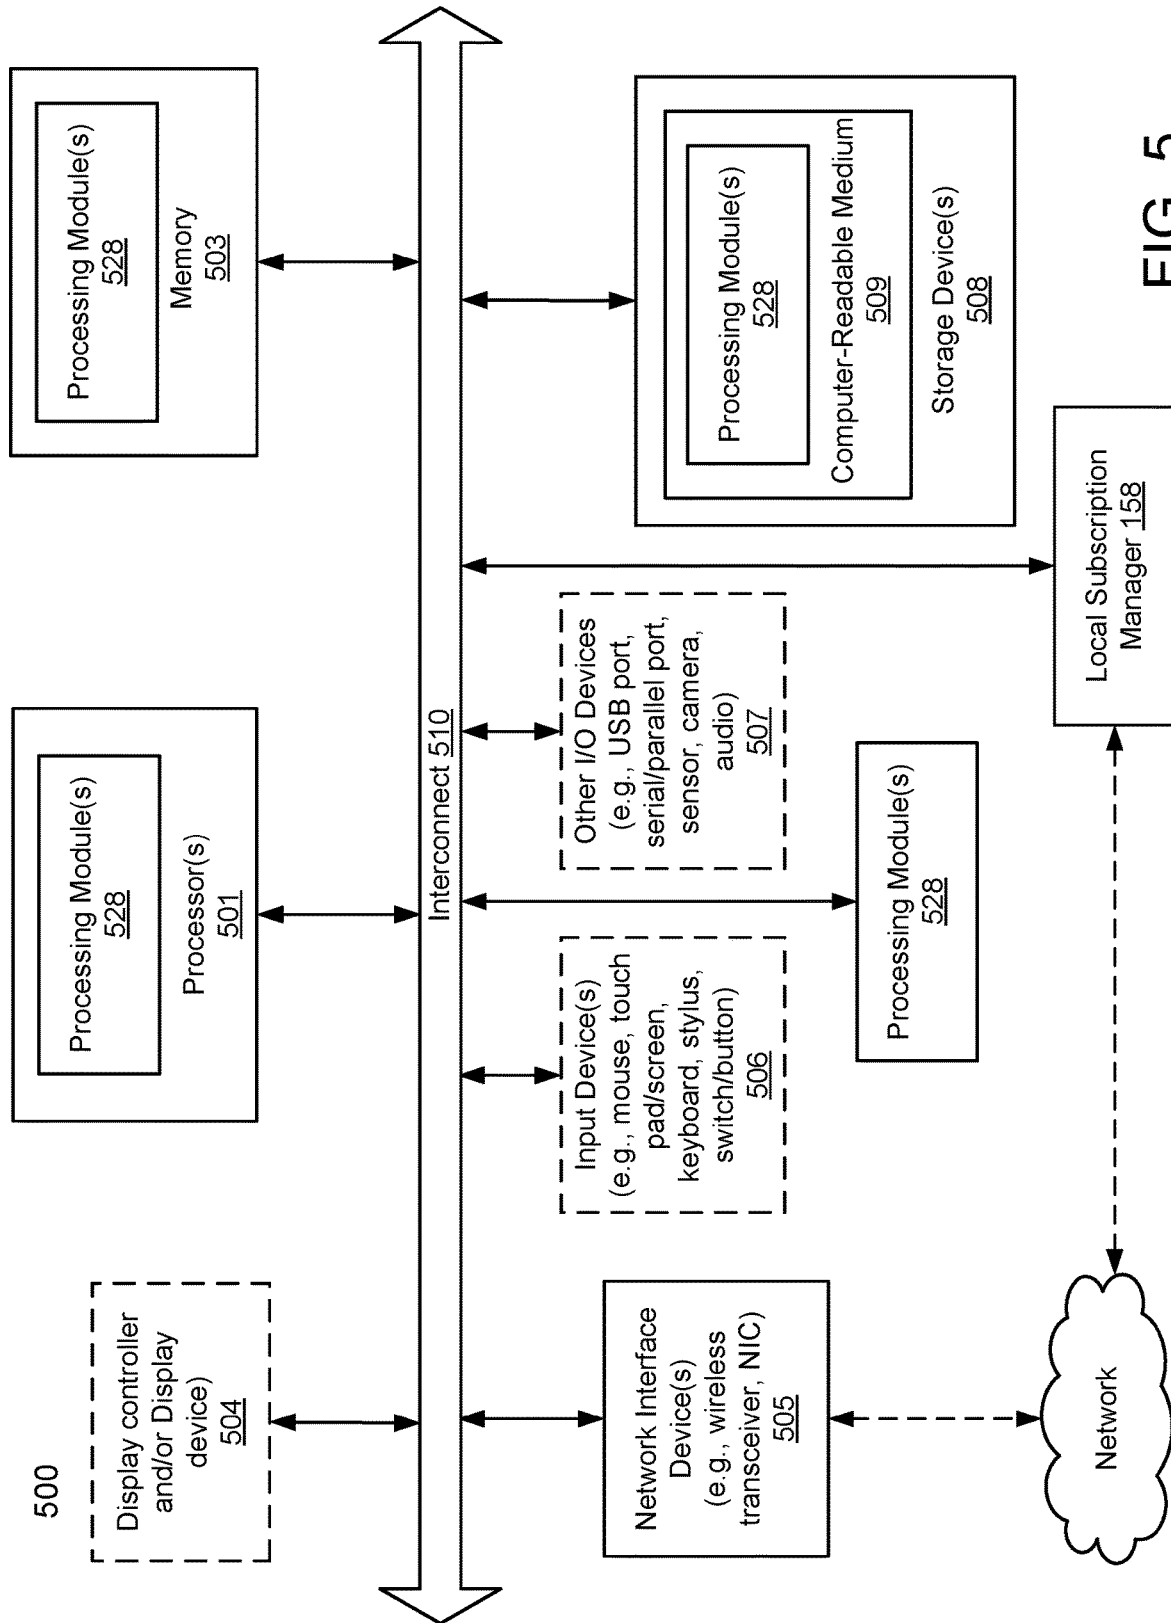 500
Display controller
and/or Display
device)
504
Processing Module(s)
528
Processor(s)
501
Processing Module(s)
528
Memory
503
Interconnect 510
Network Interface
Device(s)
(e.g., wireless
transceiver, NIC)
505
Input Device(s)
(e.g., mouse, touch
pad/screen,
keyboard, stylus,
switch/button)
506
Other I/O Devices
(e.g., USB port,
serial/parallel port,
sensor, camera,
audio)
507
Processing Module(s)
528
Computer-Readable Medium
509
Storage Device(s)
508
Processing Module(s)
528
Network
Local Subscription
Manager 158
FIG. 5